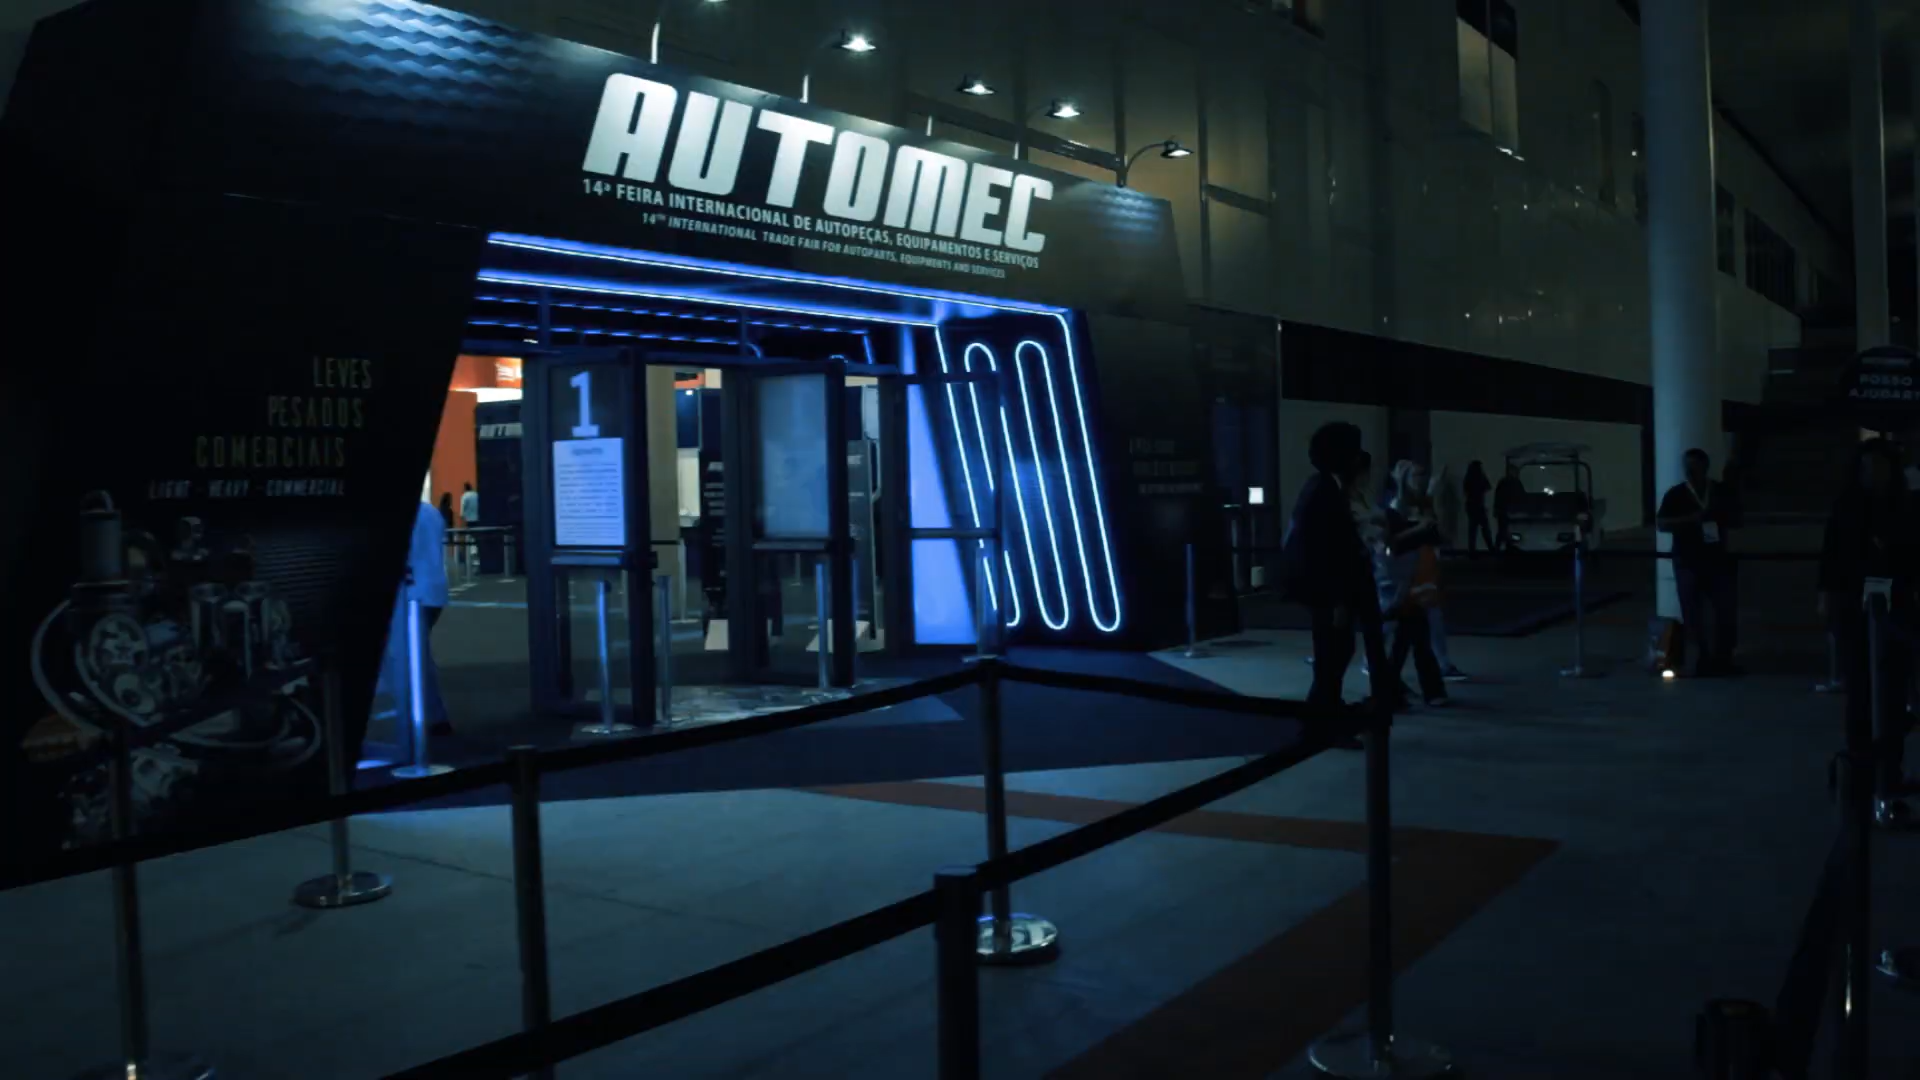 AUTOMEC
14ª FEIRA INTERNACIONAL DE AUTOPEÇAS, EQUIPAMENTOS E SERVIÇOS
14TH INTERNATIONAL TRADE FAIR FOR AUTOPARTS, EQUIPMENTS AND SERVICES
LEVES
PESADOS
COMERCIAIS
LIGHT - HEAVY - COMMERCIAL
1
POSSO
AJUDAR?